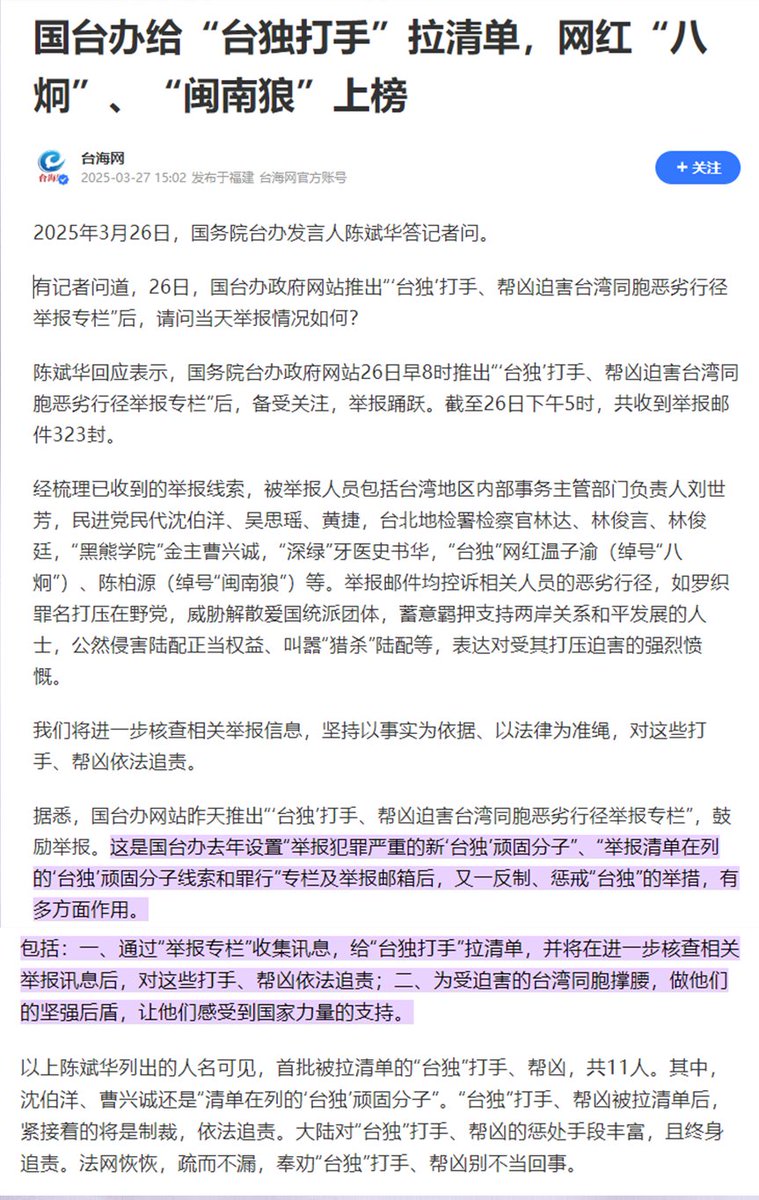 国台办给“台独打手”拉清单，网红“八
炯”、“闽南狼”上榜
台海网
2025-03-27 15:02 发布于福建 台海网官方账号
+ 关注
2025年3月26日，国务院台办发言人陈斌华答记者问。
有记者问道，26日，国台办政府网站推出“‘台独’打手、帮凶迫害台湾同胞恶劣行径
举报专栏”后，请问当天举报情况如何？
陈斌华回应表示，国务院台办政府网站26日早8时推出“‘台独’打手、帮凶迫害台湾同
胞恶劣行径举报专栏”后，备受关注，举报踊跃。截至26日下午5时，共收到举报邮
件323封。
经梳理已收到的举报线索，被举报人员包括台湾地区内部事务主管部门负责人刘世
芳，民进党民代沈伯洋、吴思瑶、黄捷，台北地检署检察官林达、林俊言、林俊
廷，“黑熊学院”金主曹兴诚，“深绿”牙医史书华，“台独”网红温子渝（绰号“八
炯”）、陈柏源（绰号“闽南狼”）等。举报邮件均控诉相关人员的恶劣行径，如罗织
罪名打压在野党，威胁解散爱国统派团体，蓄意羁押支持两岸关系和平发展的人
士，公然侵害陆配正当权益、叫嚣“猎杀”陆配等，表达对受其打压迫害的强烈愤
慨。
我们将进一步核查相关举报信息，坚持以事实为依据、以法律为准绳，对这些打
手、帮凶依法追责。
据悉，国台办网站昨天推出“‘台独’打手、帮凶迫害台湾同胞恶劣行径举报专栏”，鼓
励举报。这是国台办去年设置“举报犯罪严重的新‘台独’顽固分子”、“举报清单在列
的‘台独’顽固分子线索和罪行”专栏及举报邮箱后，又一反制、惩戒“台独”的举措，有
多方面作用。
包括：一、通过“举报专栏”收集讯息，给“台独打手”拉清单，并将在进一步核查相关
举报讯息后，对这些打手、帮凶依法追责；二、为受迫害的台湾同胞撑腰，做他们
的坚强后盾，让他们感受到国家力量的支持。
以上陈斌华列出的人名可见，首批被拉清单的“台独”打手、帮凶，共11人。其中，
沈伯洋、曹兴诚还是“清单在列的‘台独’顽固分子”。“台独”打手、帮凶被拉清单后，
紧接着的将是制裁，依法追责。大陆对“台独”打手、帮凶的惩处手段丰富，且终身
追责。法网恢恢，疏而不漏，奉劝“台独”打手、帮凶别不当回事。